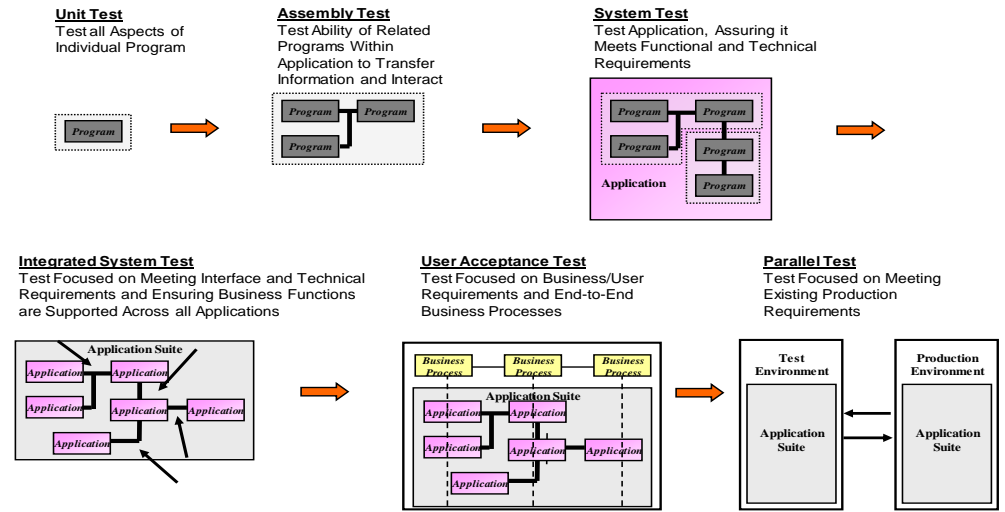 Unit Test
Test all Aspects of
Individual Program
Program
Assembly Test
Test Ability of Related
Programs Within
Application to Transfer
Information and Interact
Program
Program
Program
System Test
Test Application, Assuring it
Meets Functional and Technical
Requirements
Program
Program
Program
Program
Application
Program
Integrated System Test
Test Focused on Meeting Interface and Technical
Requirements and Ensuring Business Functions
are Supported Across all Applications
Application Suite
Application
Application
Application
Application
Application
Application
User Acceptance Test
Test Focused on Business/User
Requirements and End-to-End
Business Processes
Business
Process
Business
Process
Business
Process
Application Suite
Application
Application
Application
Application
Application
Application
Parallel Test
Test Focused on Meeting
Existing Production
Requirements
Test
Environment
Application
Suite
Production
Environment
Application
Suite